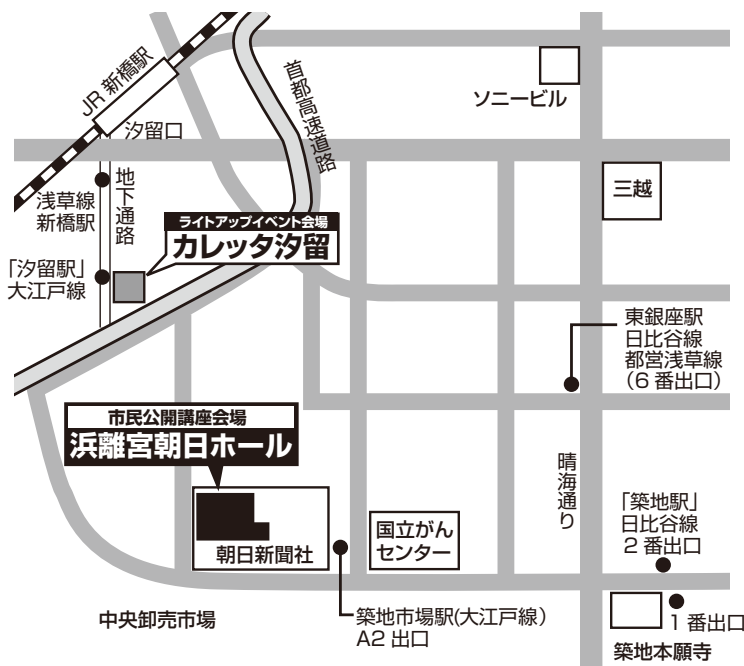 JR 新橋駅
汐留口
首都高速道路
ソニービル
三越
地下通路
浅草線
新橋駅
ライトアップイベント会場
カレッタ汐留
「汐留駅」
大江戸線
東銀座駅
日比谷線
都営浅草線
（6 番出口）
市民公開講座会場
浜離宮朝日ホール
晴海通り
朝日新聞社
国立がん
センター
「築地駅」
日比谷線
2 番出口
中央卸売市場
築地市場駅(大江戸線）
A2 出口
1 番出口
築地本願寺